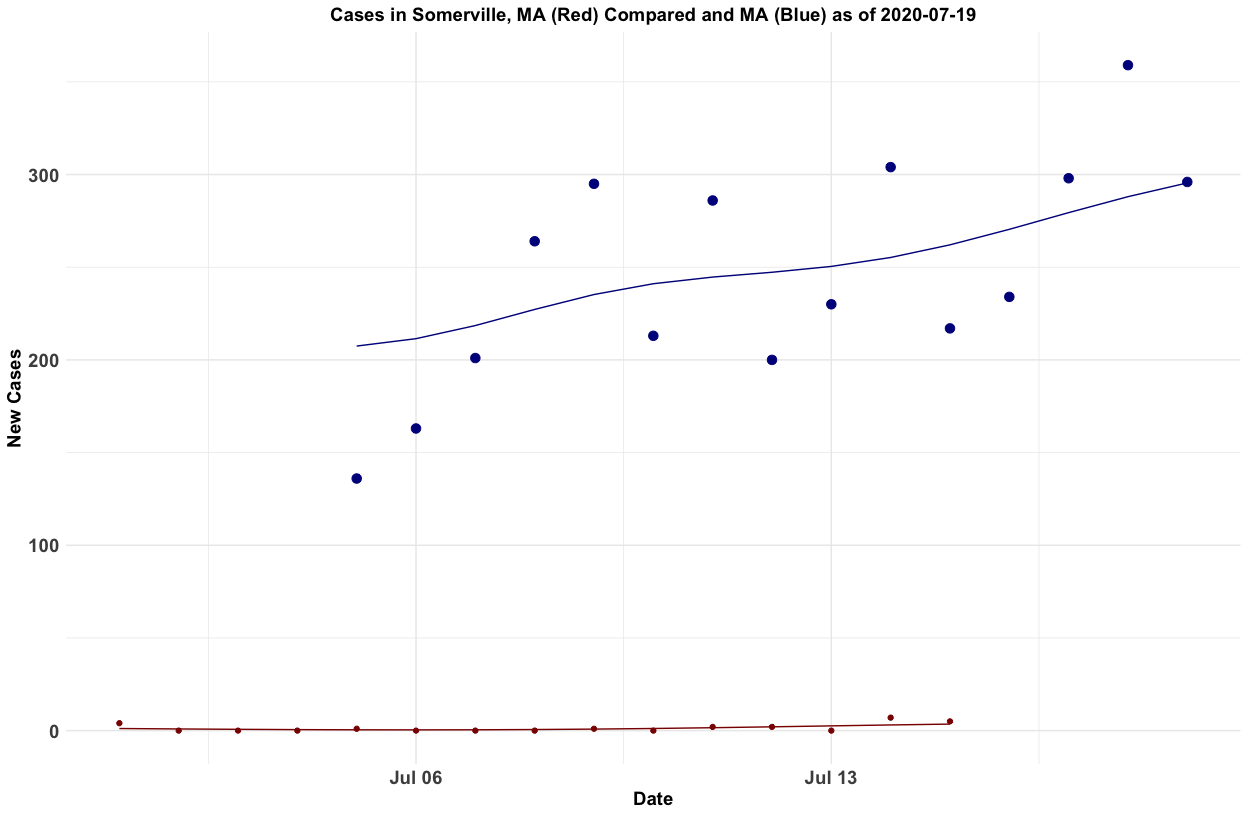 Cases in Somerville, MA (Red) Compared and MA (Blue) as of 2020-07-19
300
200
100
0
New Cases
Jul 06 Jul 13
Date